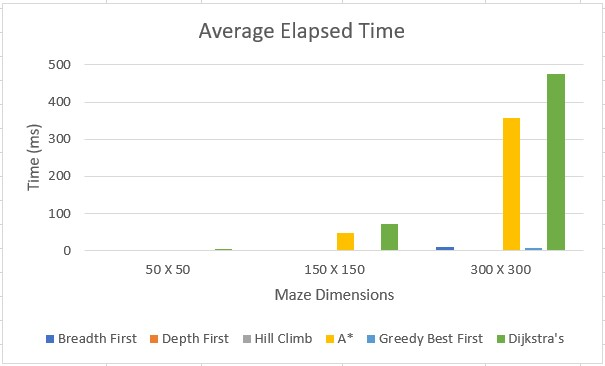 Average Elapsed Time
500
400
300
200
100
0
Time (ms)
50 X 50 150 X 150 300 X 300
Maze Dimensions
Breadth First Depth First Hill Climb A* Greedy Best First Dijkstra's